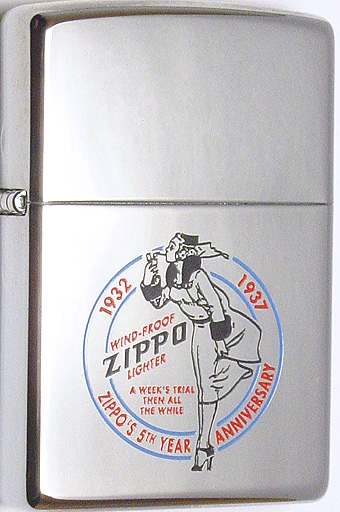 1932
1937
WIND-PROOF
ZIPPO
LIGHTER
A WEEK'S TRIAL
THEN ALL
THE WHILE
ZIPPO'S 5TH YEAR ANNIVERSARY